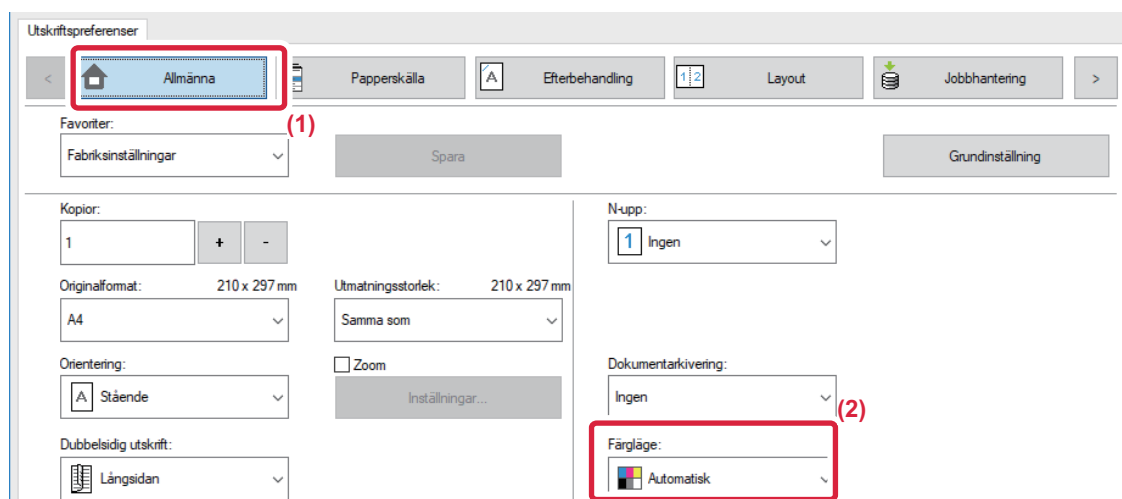 Utskriftspreferenser
< Allmänna Papperskälla A Efterbehandling 1 2 Layout Jobbhantering >
(1)
Favoriter:
Fabriksinställningar Spara Grundinställning
Kopior: N-upp:
1 + - 1 Ingen
Originalformat: 210 x 297 mm Utmatningsstorlek: 210 x 297 mm
A4 Samma som
Orientering: Zoom Dokumentarkivering:
A Stående Inställningar... Ingen
(2)
Dubbelsidig utskrift: Färgläge:
Långsidan Automatisk